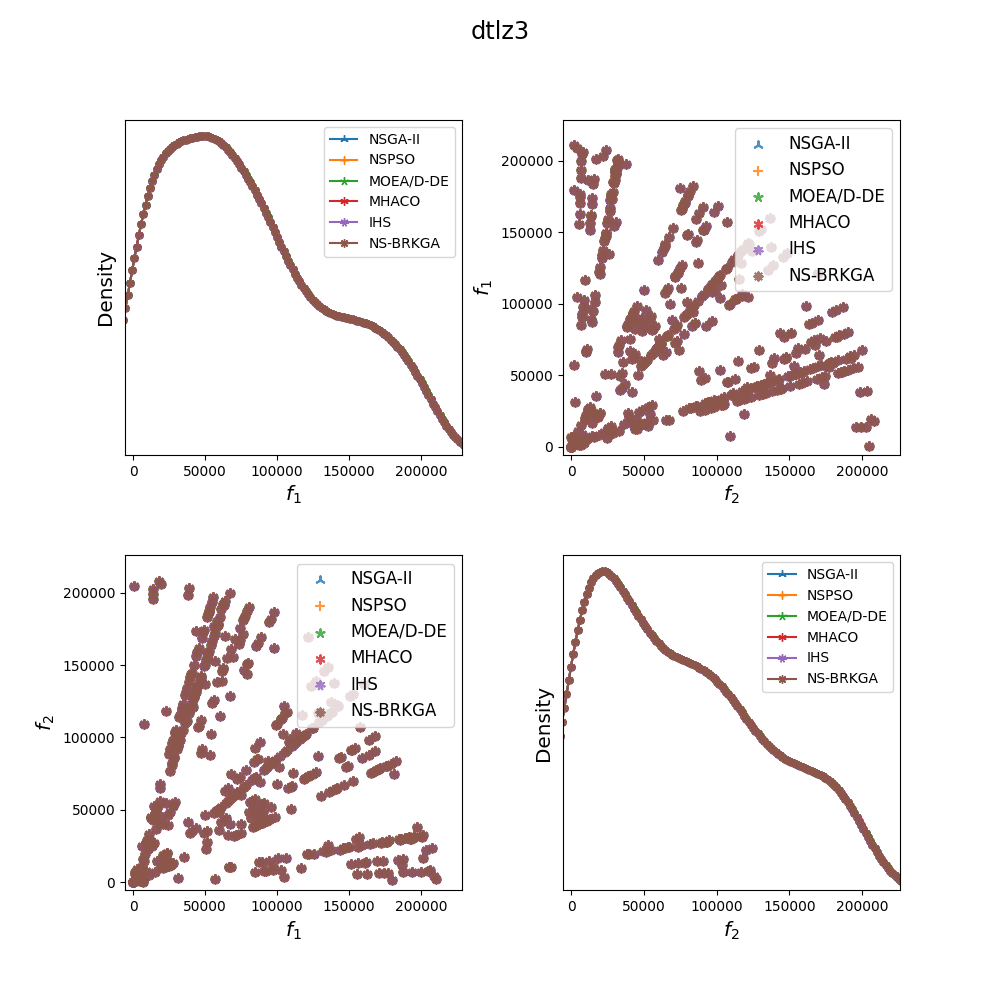 dtlz3
Density
NSGA-II
NSPSO
MOEA/D-DE
MHACO
IHS
NS-BRKGA
0 50000 100000 150000 200000
f1
f1
200000
150000
100000
50000
0
NSGA-II
NSPSO
MOEA/D-DE
MHACO
IHS
NS-BRKGA
0 50000 100000 150000 200000
f2
f2
200000
150000
100000
50000
0
NSGA-II
NSPSO
MOEA/D-DE
MHACO
IHS
NS-BRKGA
0 50000 100000 150000 200000
f1
Density
NSGA-II
NSPSO
MOEA/D-DE
MHACO
IHS
NS-BRKGA
0 50000 100000 150000 200000
f2